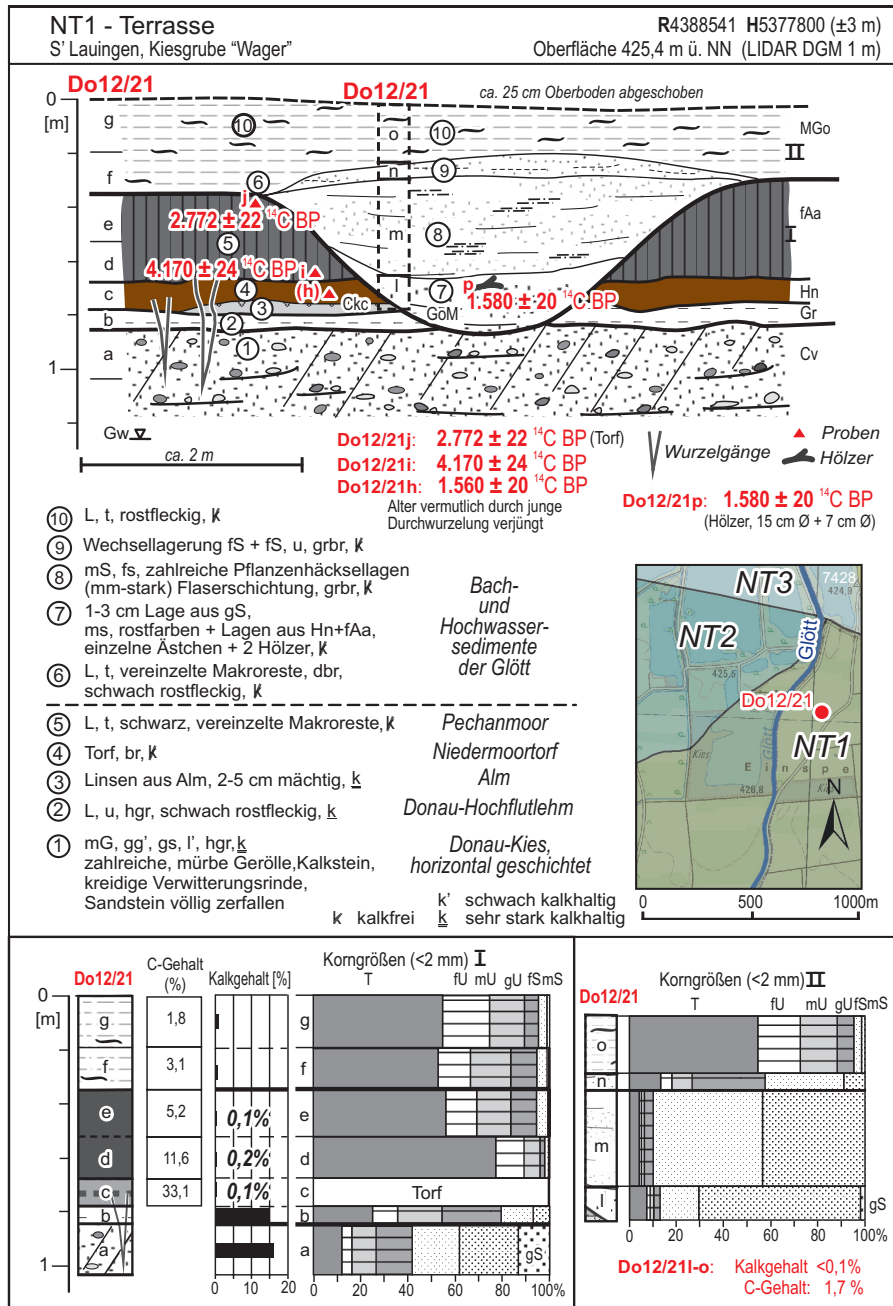 NT1 - Terrasse
S’ Lauingen, Kiesgrube “Wager”
R4388541 H5377800 (±3 m)
Oberfläche 425,4 m ü. NN (LIDAR DGM 1 m)
Do12/21
Do12/21
ca. 25 cm Oberboden abgeschoben
0
[m]
g
10
o
10
MGo
II
n
9
f
6
j
2.772 ± 22 ¹⁴C BP
fAa
e
5
m
8
I
4.170 ± 24 ¹⁴C BP i
d
4
(h)
l
7
p
1.580 ± 20 ¹⁴C BP
Hn
c
3
Ckc
GoM
Gr
b
2
a
1
Cv
1
Gw
ca. 2 m
Do12/21j: 2.772 ± 22 ¹⁴C BP (Torf)
Do12/21i: 4.170 ± 24 ¹⁴C BP
Do12/21h: 1.560 ± 20 ¹⁴C BP
Alter vermutlich durch junge
Durchwurzelung verjüngt
Wurzelgänge
Proben
Hölzer
Do12/21p: 1.580 ± 20 ¹⁴C BP
(Hölzer, 15 cm Ø + 7 cm Ø)
10 L, t, rostfleckig, k̸
9 Wechsellagerung fS + fS, u, grbr, k̸
8 mS, fs, zahlreiche Pflanzenhäcksellagen
(mm-stark) Flaserschichtung, grbr, k̸
7 1-3 cm Lage aus gS,
ms, rostfarben + Lagen aus Hn+fAa,
einzelne Ästchen + 2 Hölzer, k̸
6 L, t, vereinzelte Makroreste, dbr,
schwach rostfleckig, k̸
Bach-
und
Hochwasser-
sedimente
der Glött
5 L, t, schwarz, vereinzelte Makroreste, k̸ Pechanmoor
4 Torf, br, k̸ Niedermoortorf
3 Linsen aus Alm, 2-5 cm mächtig, k̲ Alm
2 L, u, hgr, schwach rostfleckig, k̲ Donau-Hochflutlehm
1 mG, gg’, gs, l’, hgr, k̲
zahlreiche, mürbe Gerölle, Kalkstein,
kreidige Verwitterungsrinde,
Sandstein völlig zerfallen
Donau-Kies,
horizontal geschichtet
k’ schwach kalkhaltig
k̸ kalkfrei k̲ sehr stark kalkhaltig
NT3
7428
424,9
NT2
Glött
425,5
Do12/21
NT1
Glött
Kies
Einspe
426,8
N
0 500 1000m
Do12/21
C-Gehalt
(%)
Kalkgehalt [%]
Korngrößen (<2 mm) I
T fU mU gU fS mS
0
[m]
g 1,8 g
f 3,1 f
e 5,2 0,1% e
d 11,6 0,2% d
c 33,1 0,1% c Torf
b b
a a gS
1
0 10 20
0 20 40 60 80 100%
Korngrößen (<2 mm) II
Do12/21
T fU mU gU fS mS
o
n
m
l
gS
0 20 40 60 80 100%
Do12/21l-o: Kalkgehalt <0,1%
C-Gehalt: 1,7 %